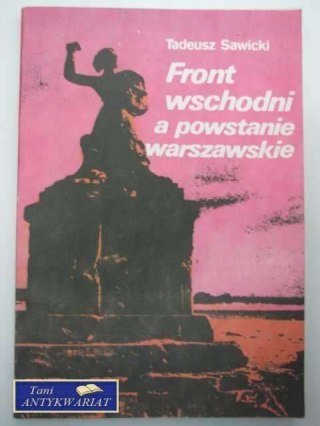 Tadeusz Sawicki
Front
wschodni
a powstanie
warszawskie
Tani
ANTYKWARIAT